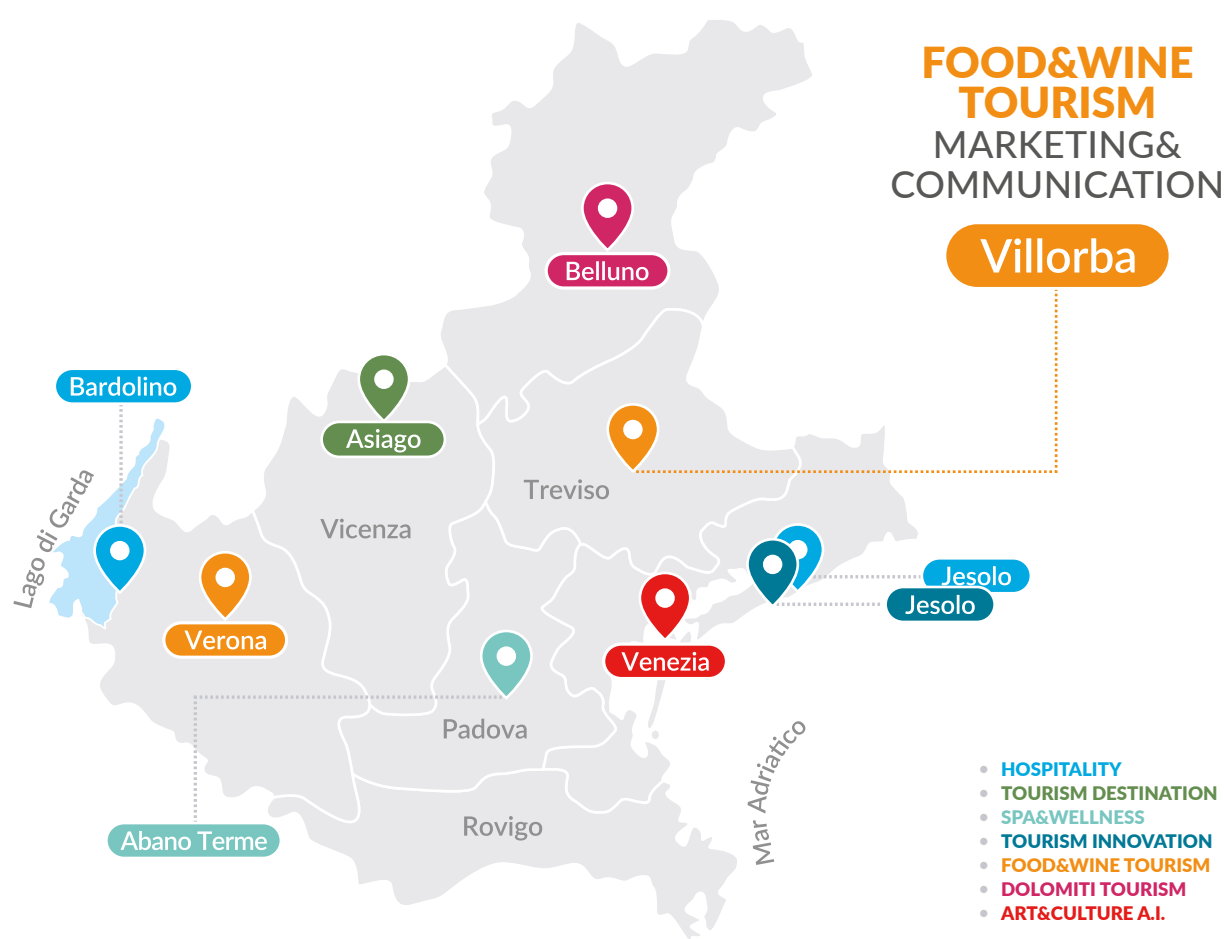 FOOD&WINE
TOURISM
MARKETING&
COMMUNICATION
Villorba
Belluno
Bardolino
Asiago
Treviso
Vicenza
Lago di Garda
Jesolo
Jesolo
Verona
Venezia
Padova
Mar Adriatico
Abano Terme
Rovigo
HOSPITALITY
TOURISM DESTINATION
SPA&WELLNESS
TOURISM INNOVATION
FOOD&WINE TOURISM
DOLOMITI TOURISM
ART&CULTURE A.I.